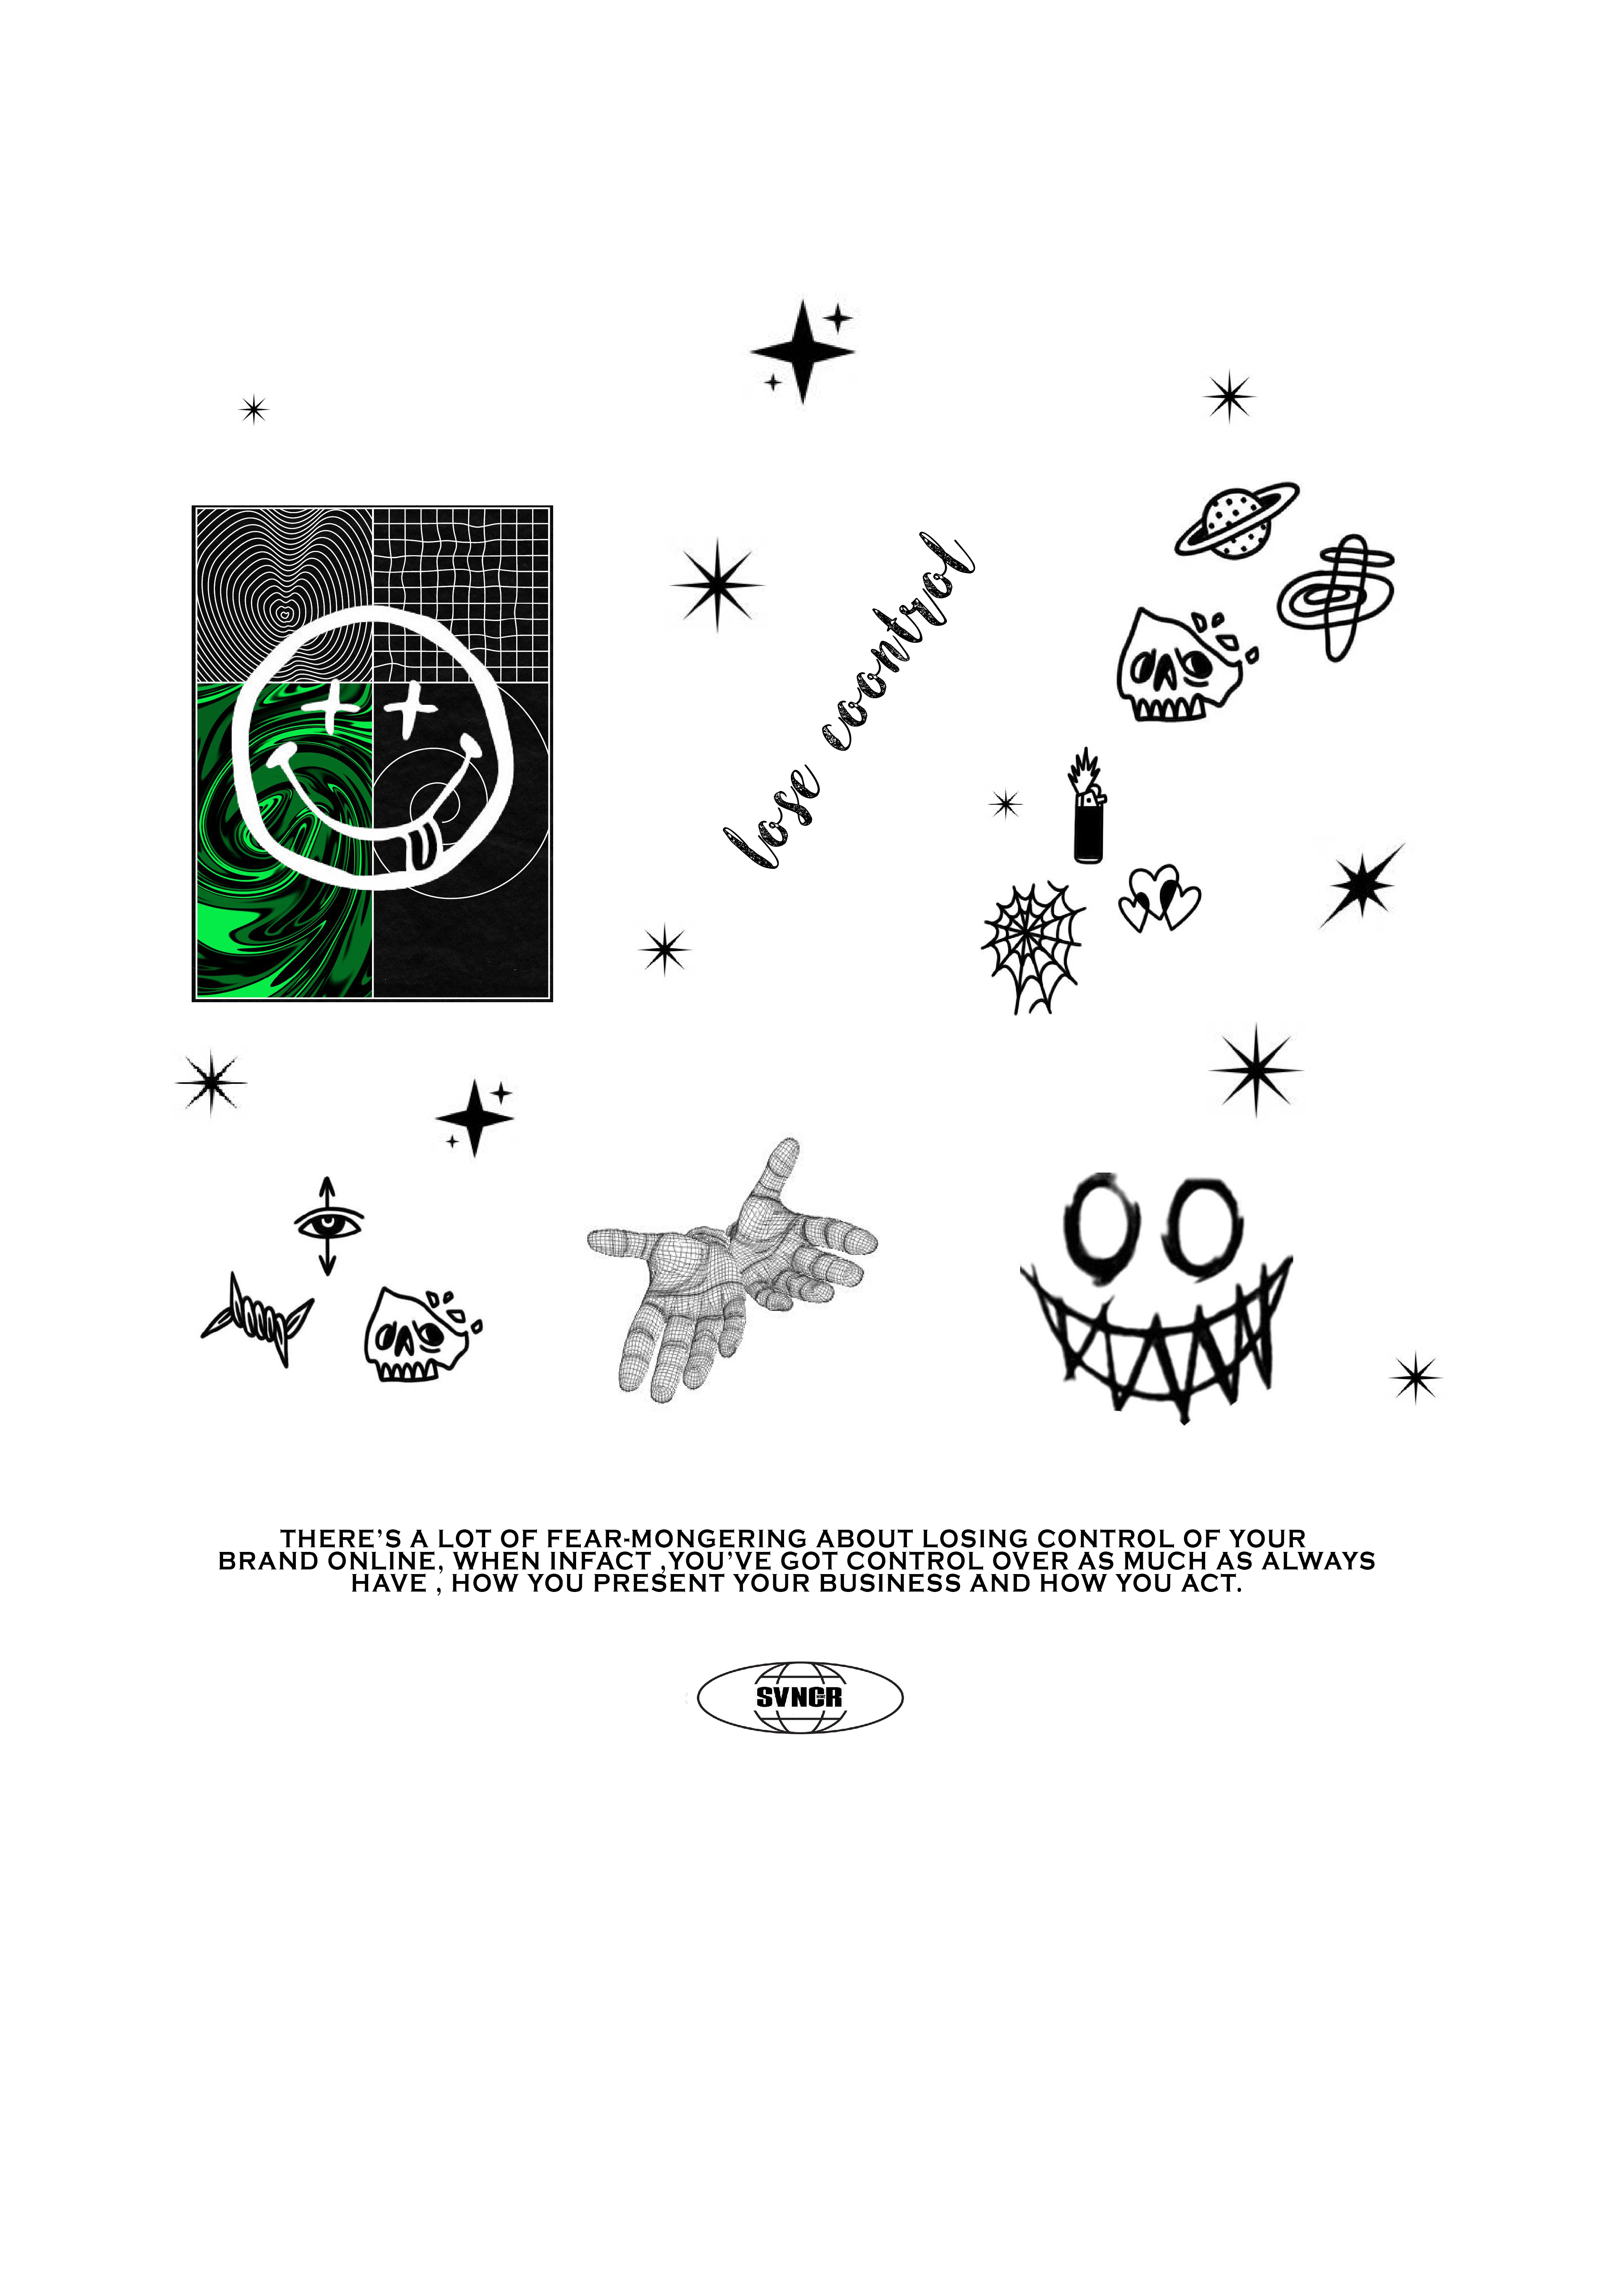 lose coontrol
THERE’S A LOT OF FEAR-MONGERING ABOUT LOSING CONTROL OF YOUR
BRAND ONLINE, WHEN INFACT ,YOU’VE GOT CONTROL OVER AS MUCH AS ALWAYS
HAVE , HOW YOU PRESENT YOUR BUSINESS AND HOW YOU ACT.
SVNCR